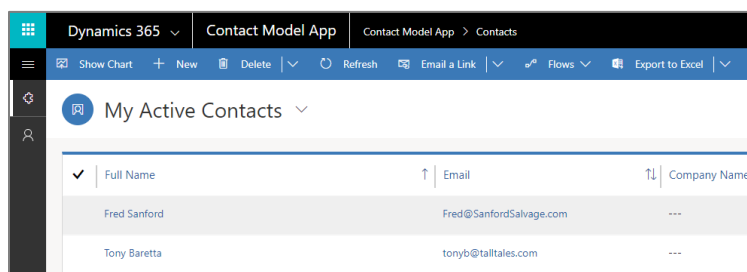 Dynamics 365 Contact Model App Contact Model App > Contacts
Show Chart New Delete Refresh Email a Link Flows Export to Excel
My Active Contacts
Full Name Email Company Name
Fred Sanford Fred@SanfordSalvage.com ---
Tony Baretta tonyb@talltales.com ---